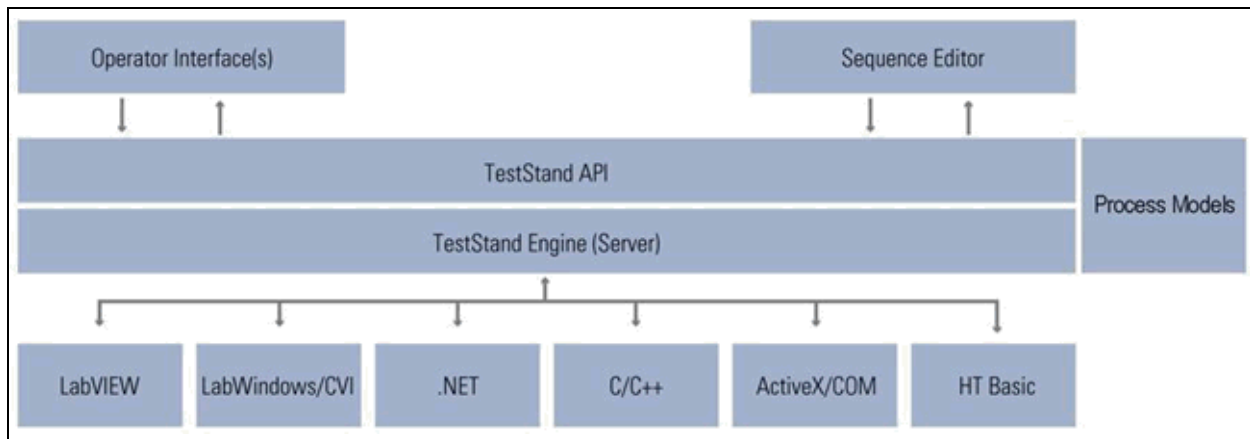 Operator Interface(s)
Sequence Editor
TestStand API
Process Models
TestStand Engine (Server)
LabVIEW
LabWindows/CVI
.NET
C/C++
ActiveX/COM
HT Basic